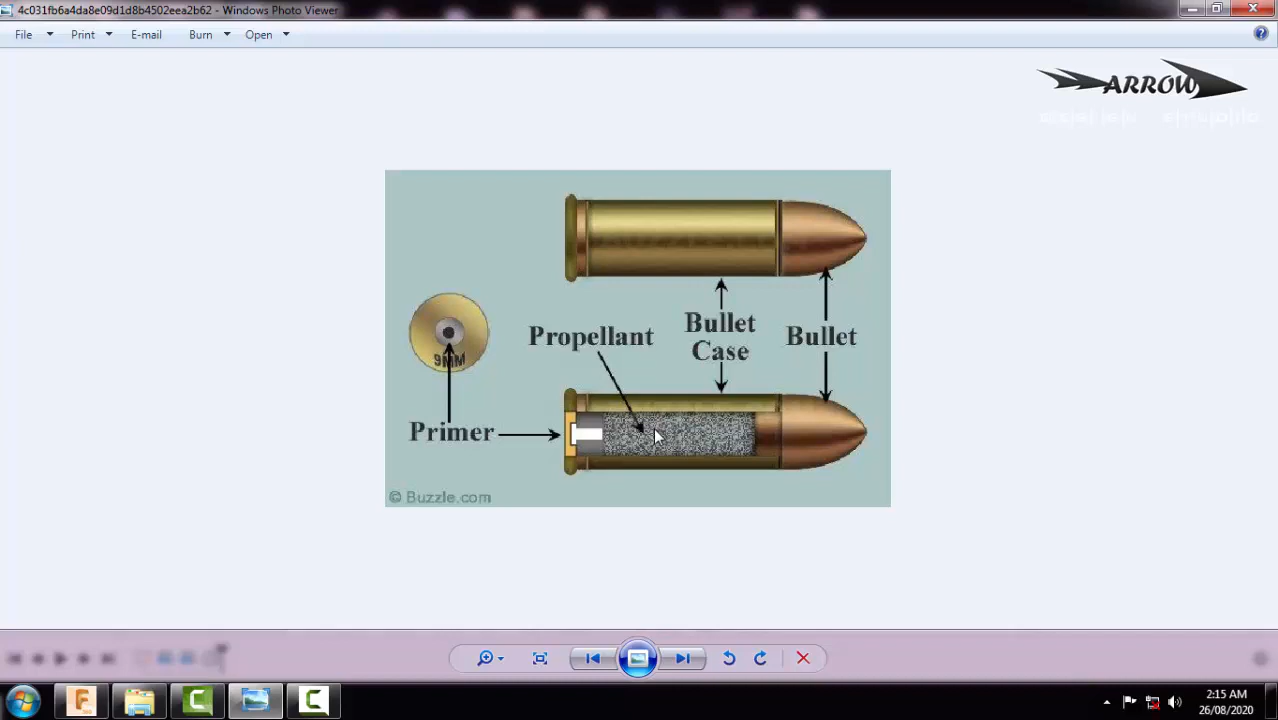 4c031fb6a4da8e09d1d8b4502eea2b62 - Windows Photo Viewer
File Print E-mail Burn Open
ARROW
9MM
Propellant
Bullet
Case
Bullet
Primer
© Buzzle.com
2:15 AM
26/08/2020